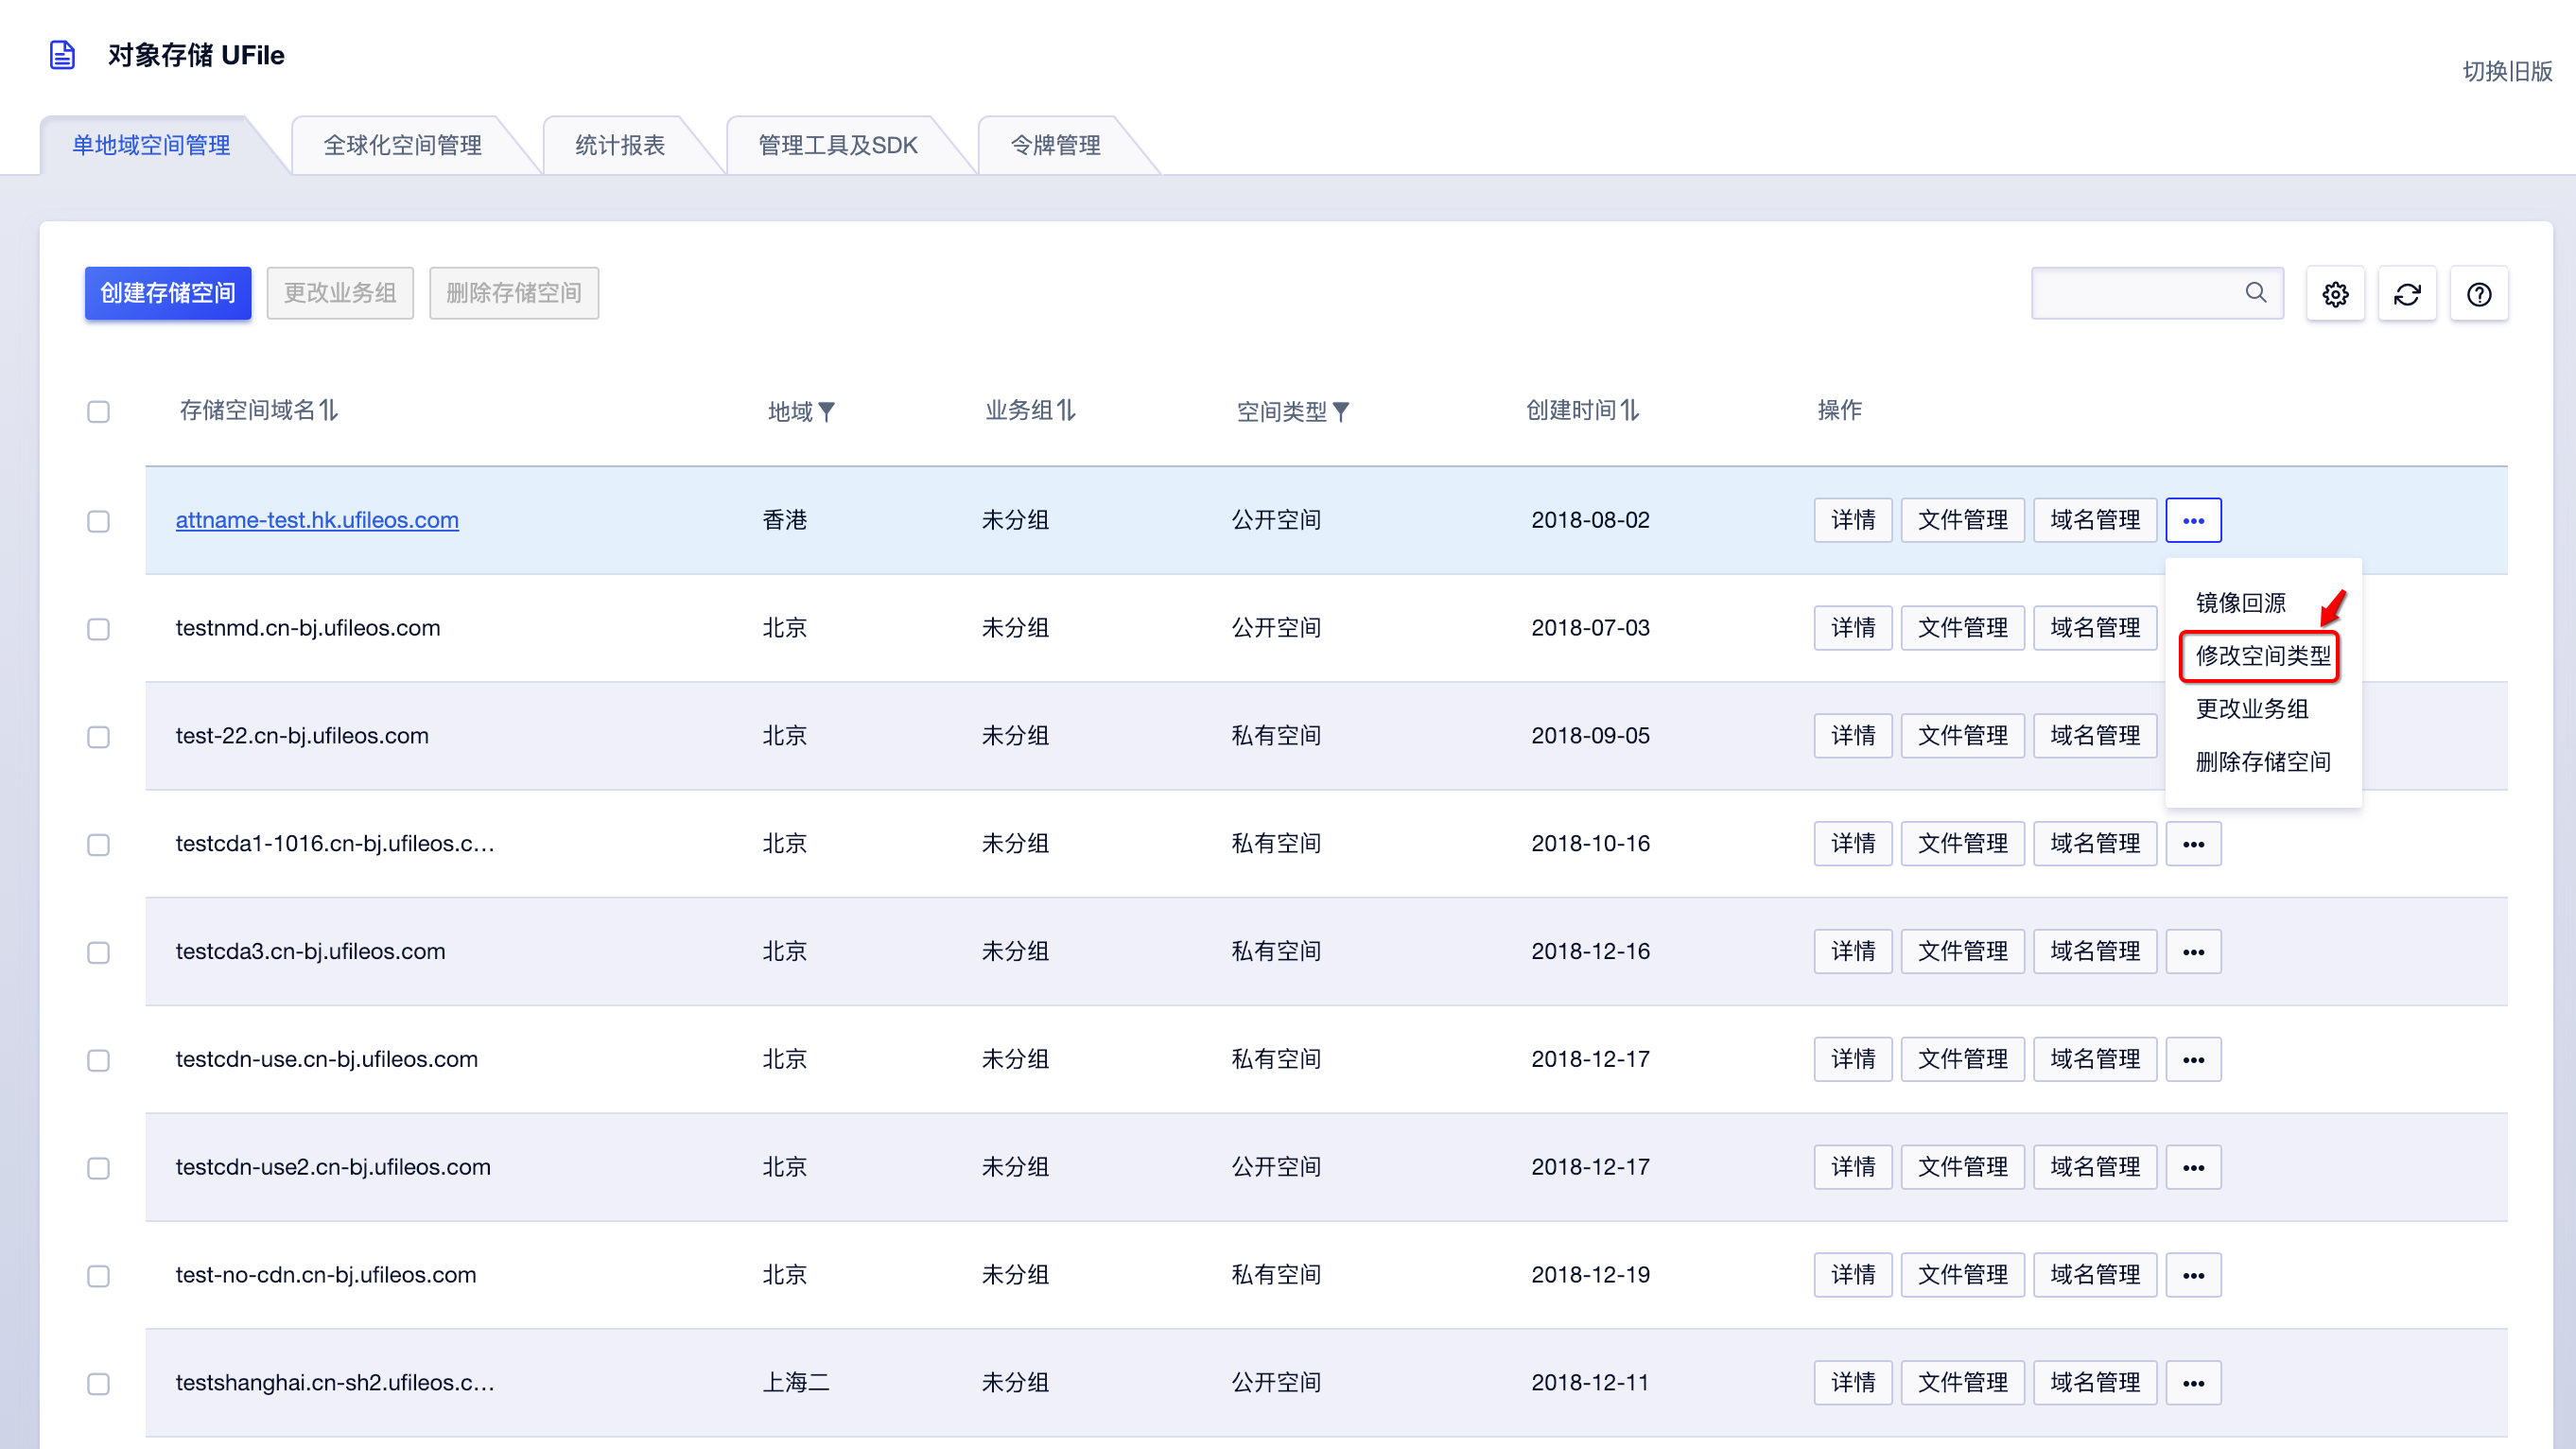 对象存储 UFile
切换旧版
单地域空间管理 全球化空间管理 统计报表 管理工具及SDK 令牌管理
创建存储空间 更改业务组 删除存储空间
存储空间域名 地域 业务组 空间类型 创建时间 操作
attname-test.hk.ufileos.com 香港 未分组 公开空间 2018-08-02 详情 文件管理 域名管理 •••
镜像回源
testnmd.cn-bj.ufileos.com 北京 未分组 公开空间 2018-07-03 详情 文件管理 域名管理
修改空间类型
更改业务组
test-22.cn-bj.ufileos.com 北京 未分组 私有空间 2018-09-05 详情 文件管理 域名管理
删除存储空间
testcda1-1016.cn-bj.ufileos.c... 北京 未分组 私有空间 2018-10-16 详情 文件管理 域名管理 •••
testcda3.cn-bj.ufileos.com 北京 未分组 私有空间 2018-12-16 详情 文件管理 域名管理 •••
testcdn-use.cn-bj.ufileos.com 北京 未分组 私有空间 2018-12-17 详情 文件管理 域名管理 •••
testcdn-use2.cn-bj.ufileos.com 北京 未分组 公开空间 2018-12-17 详情 文件管理 域名管理 •••
test-no-cdn.cn-bj.ufileos.com 北京 未分组 私有空间 2018-12-19 详情 文件管理 域名管理 •••
testshanghai.cn-sh2.ufileos.c... 上海二 未分组 公开空间 2018-12-11 详情 文件管理 域名管理 •••